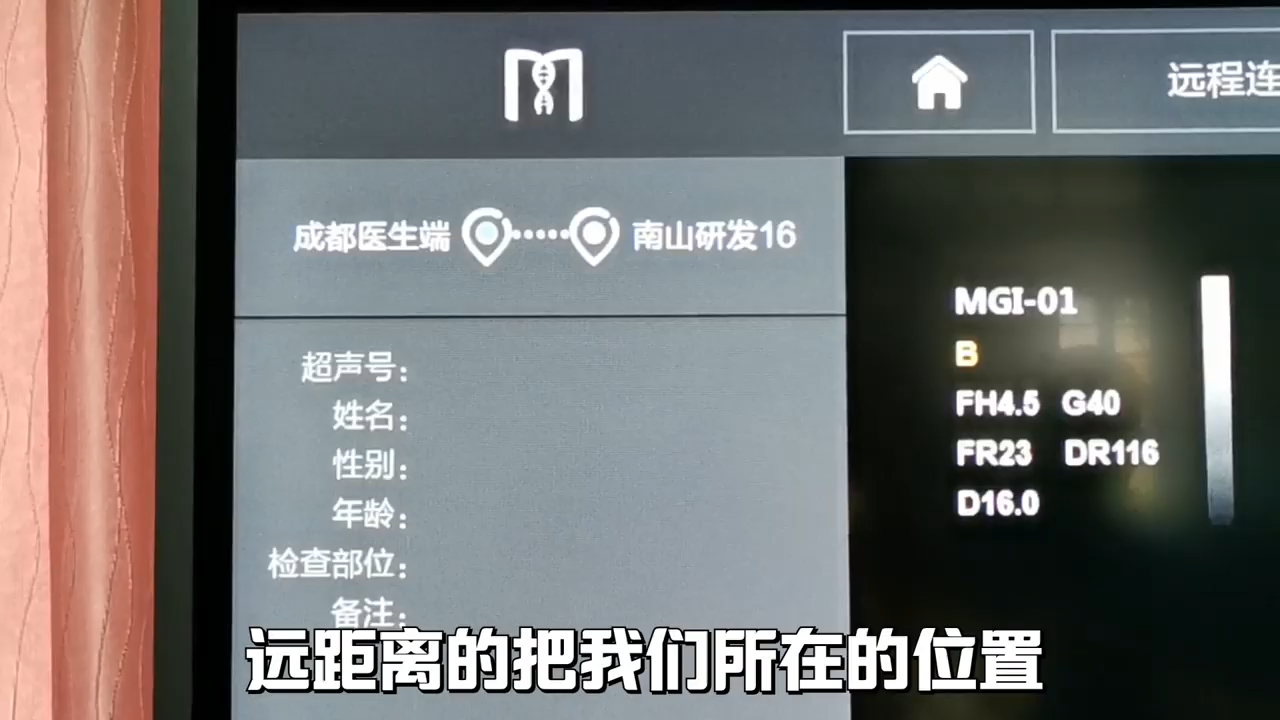 远程连
成都医生端 南山研发16
MGI-01
B
FH4.5 G40
FR23 DR116
D16.0
超声号:
姓名:
性别:
年龄:
检查部位:
备注:
远距离的把我们所在的位置